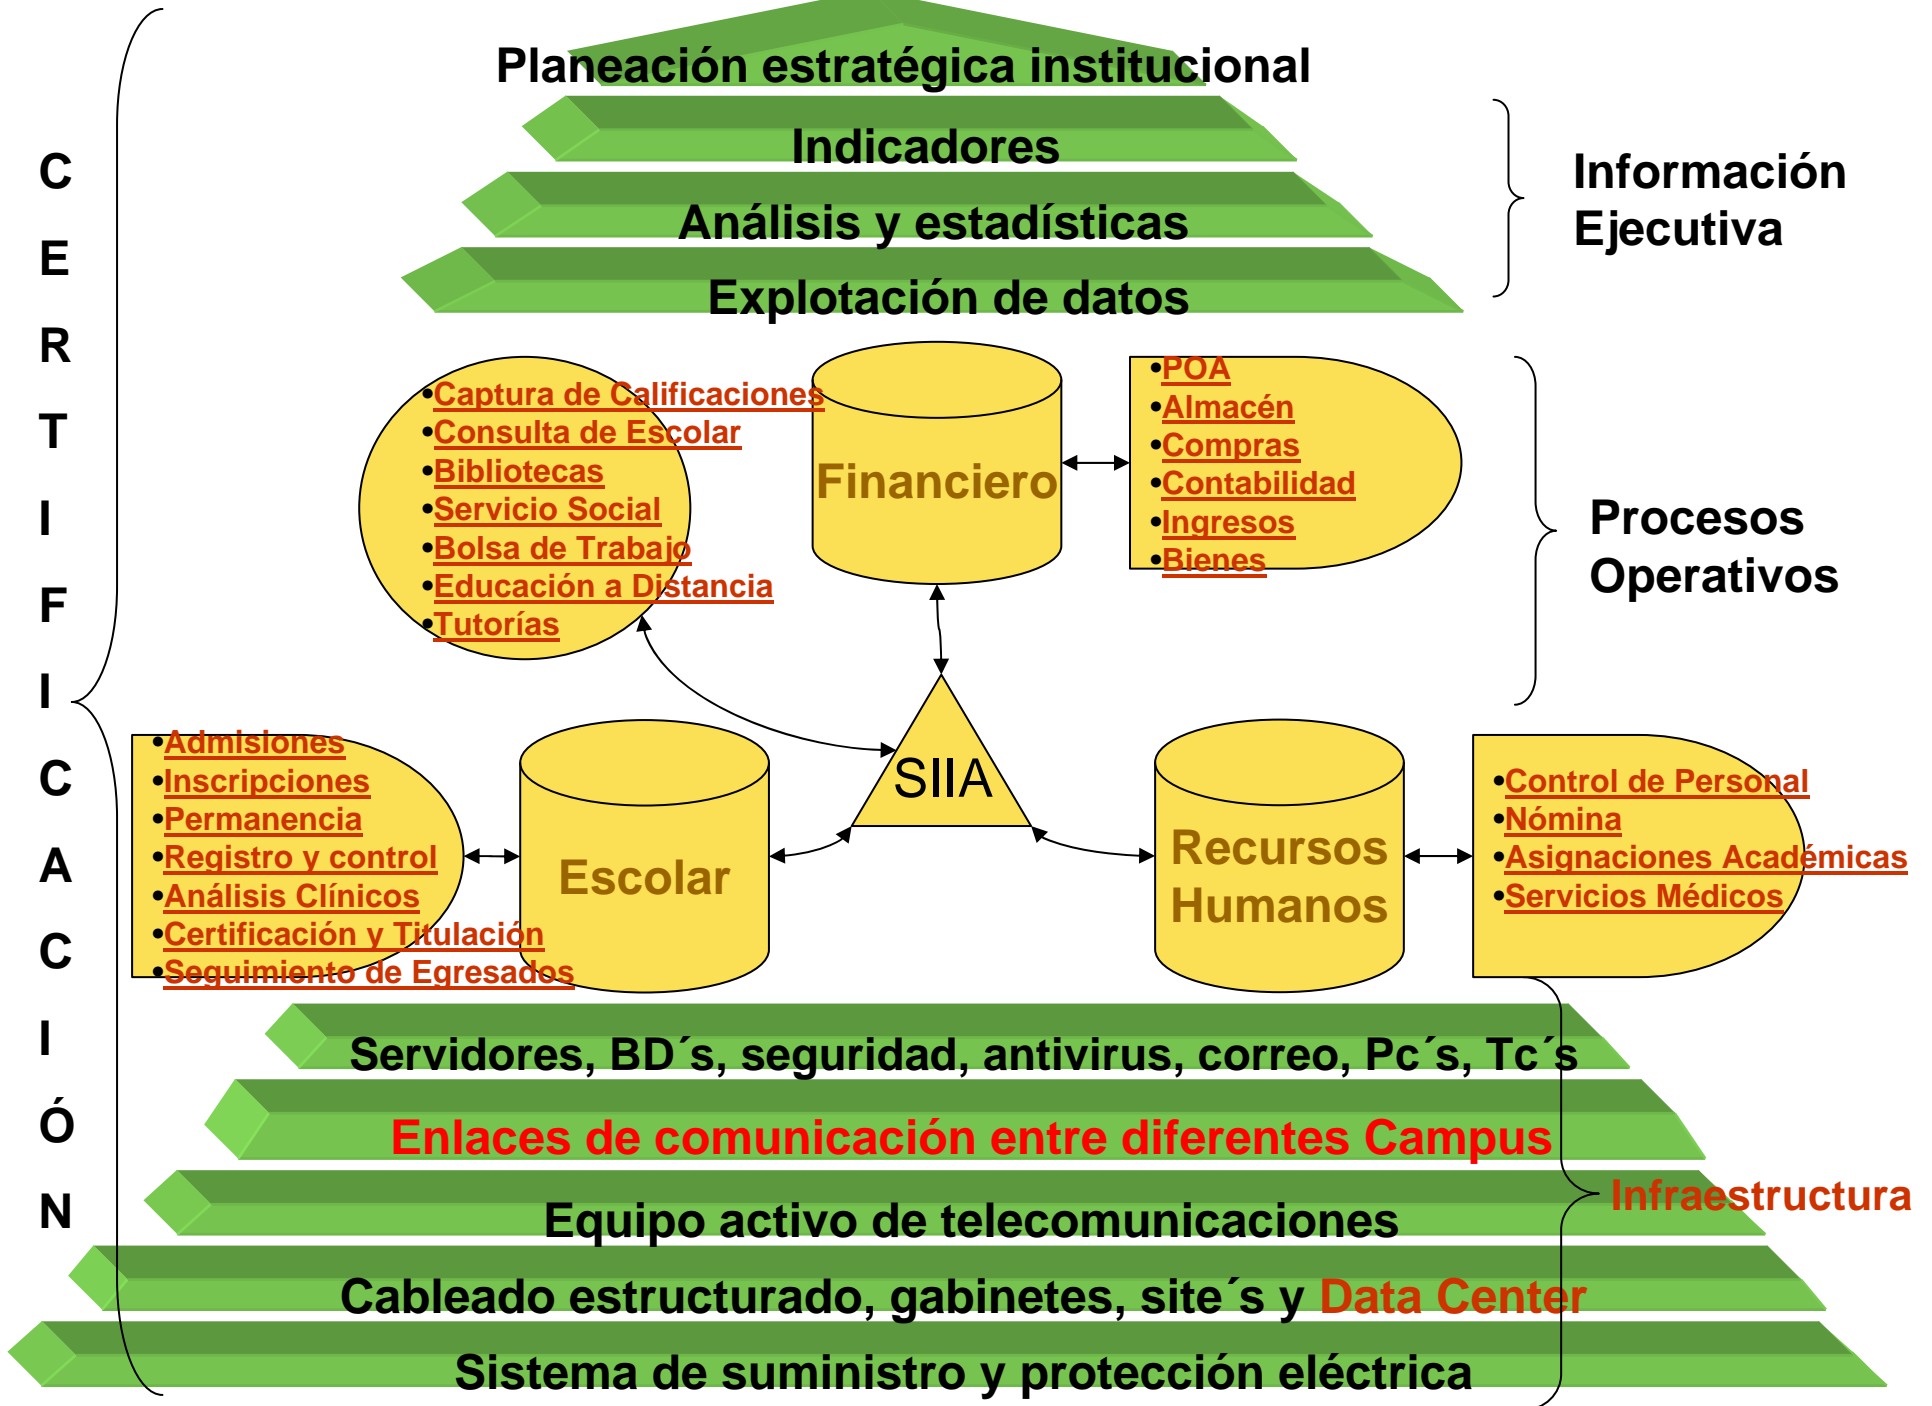 Planeación estratégica institucional
Indicadores
Análisis y estadísticas
Explotación de datos
Información
Ejecutiva
CERTIFICACIÓN
•Captura de Calificaciones
•Consulta de Escolar
•Bibliotecas
•Servicio Social
•Bolsa de Trabajo
•Educación a Distancia
•Tutorías
Financiero
•POA
•Almacén
•Compras
•Contabilidad
•Ingresos
•Bienes
Procesos
Operativos
•Admisiones
•Inscripciones
•Permanencia
•Registro y control
•Análisis Clínicos
•Certificación y Titulación
•Seguimiento de Egresados
Escolar
SIIA
Recursos
Humanos
•Control de Personal
•Nómina
•Asignaciones Académicas
•Servicios Médicos
Servidores, BD´s, seguridad, antivirus, correo, Pc´s, Tc´s
Enlaces de comunicación entre diferentes Campus
Equipo activo de telecomunicaciones
Infraestructura
Cableado estructurado, gabinetes, site´s y Data Center
Sistema de suministro y protección eléctrica